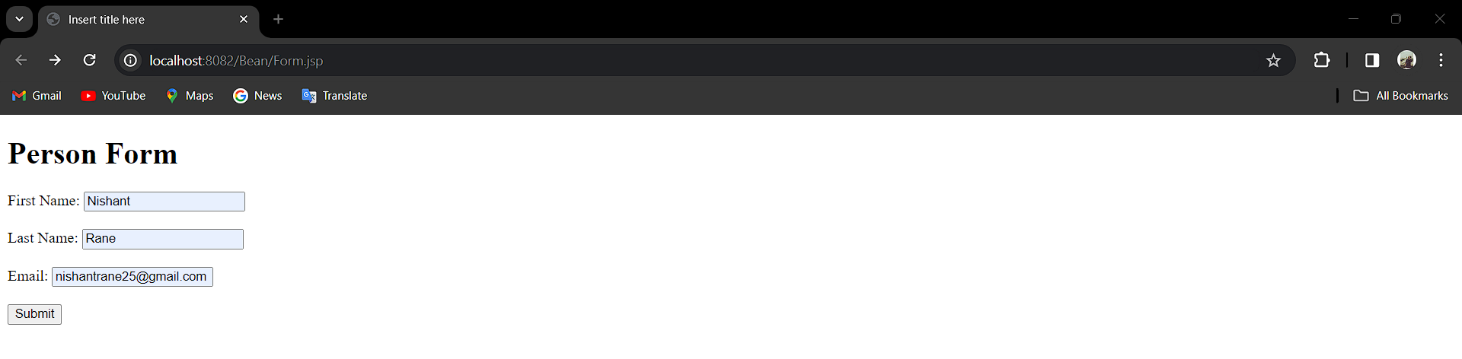 Insert title here
localhost:8082/Bean/Form.jsp
Gmail YouTube Maps News Translate All Bookmarks
Person Form
First Name: Nishant
Last Name: Rane
Email: nishantrane25@gmail.com
Submit